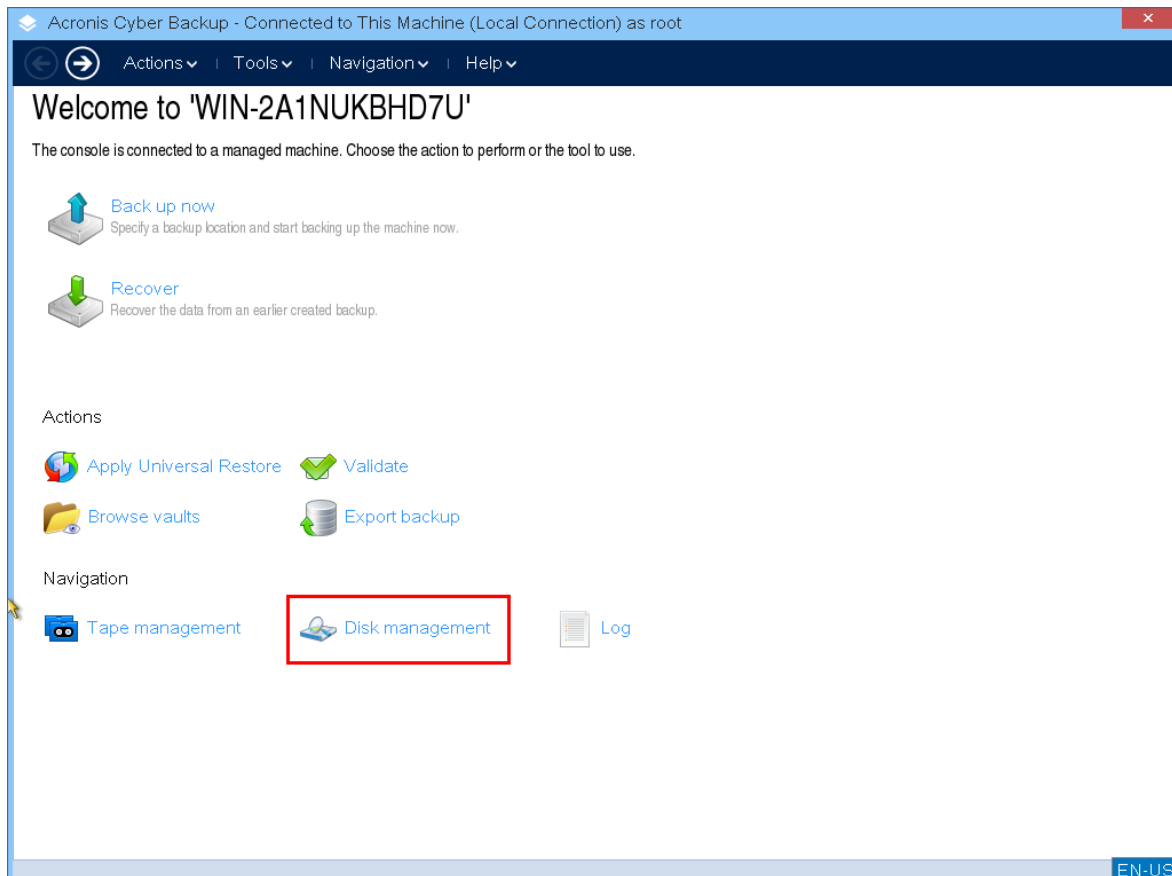 Acronis Cyber Backup - Connected to This Machine (Local Connection) as root
Actions Tools Navigation Help
Welcome to 'WIN-2A1NUKBHD7U'
The console is connected to a managed machine. Choose the action to perform or the tool to use.
Back up now
Specify a backup location and start backing up the machine now.
Recover
Recover the data from an earlier created backup.
Actions
Apply Universal Restore Validate
Browse vaults Export backup
Navigation
Tape management Disk management Log
EN-US